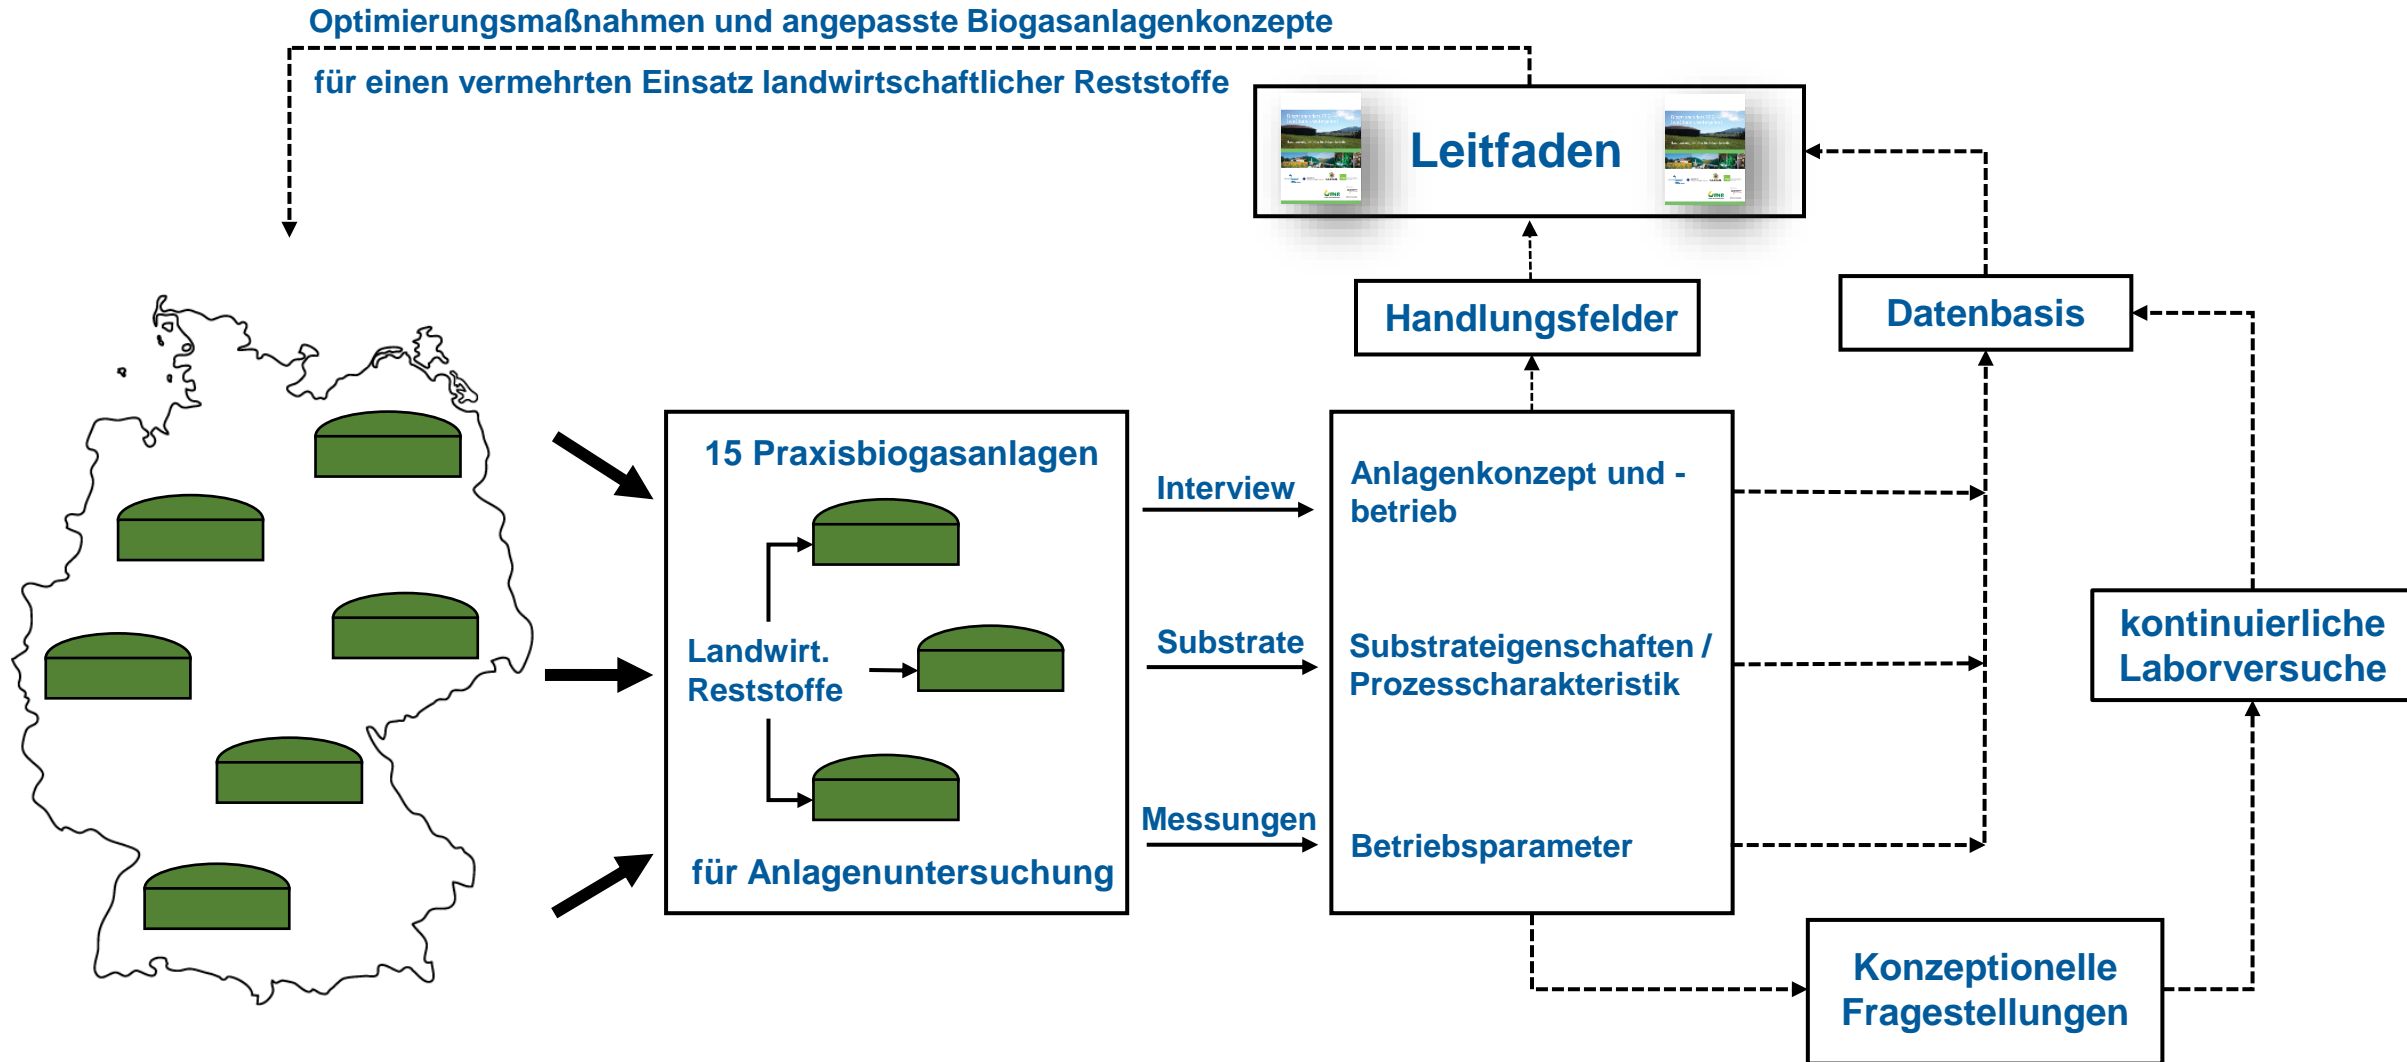 Optimierungsmaßnahmen und angepasste Biogasanlagenkonzepte
für einen vermehrten Einsatz landwirtschaftlicher Reststoffe
Leitfaden
Handlungsfelder
Datenbasis
15 Praxisbiogasanlagen
Landwirt.
Reststoffe
für Anlagenuntersuchung
Interview
Substrate
Messungen
Anlagenkonzept und -
betrieb
Substrateigenschaften /
Prozesscharakteristik
Betriebsparameter
kontinuierliche
Laborversuche
Konzeptionelle
Fragestellungen